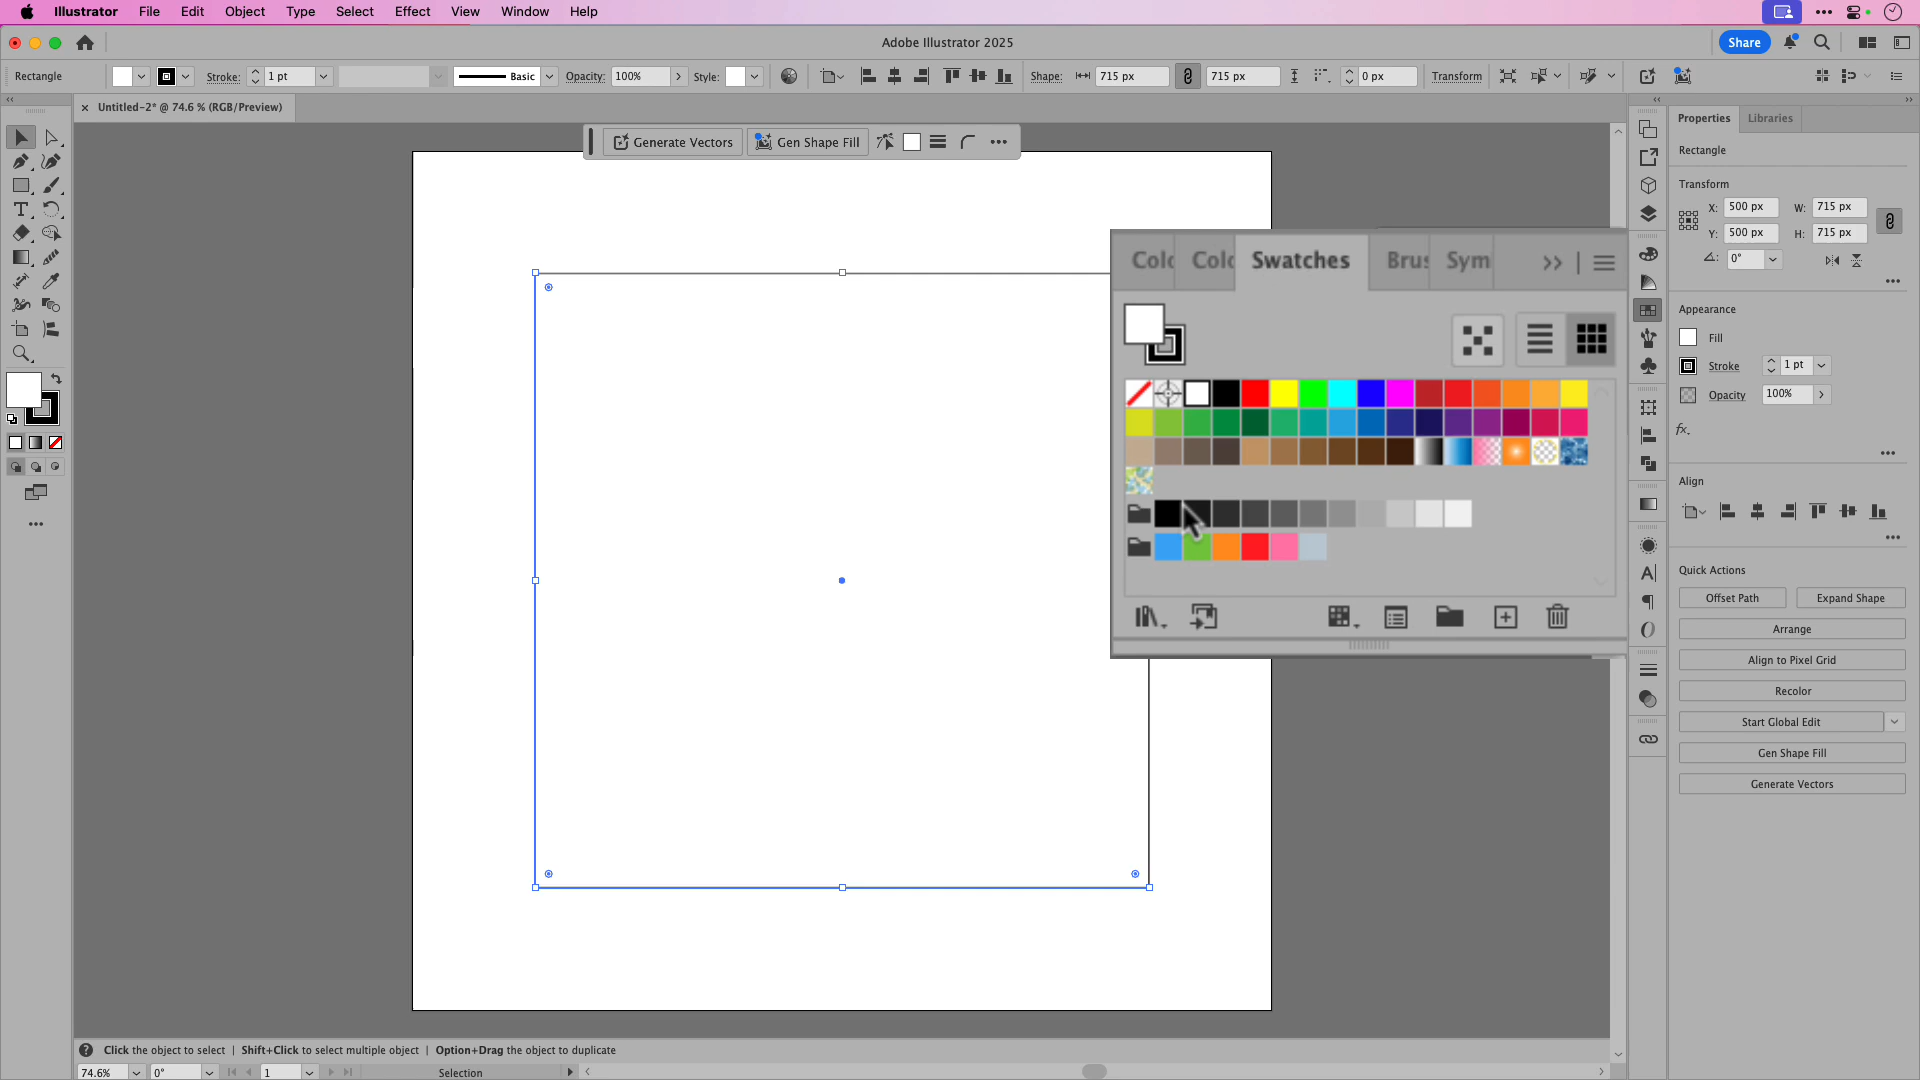 Illustrator File Edit Object Type Select Effect View Window Help
Adobe Illustrator 2025
Share
Rectangle Stroke: 1 pt Basic Opacity: 100% Style: Shape: 715 px 715 px 0 px Transform
Untitled-2* @ 74.6 % (RGB/Preview)
Generate Vectors Gen Shape Fill
Colo Colo Swatches Brus Sym
Properties Libraries
Rectangle
Transform
X: 500 px W: 715 px
Y: 500 px H: 715 px
0°
Appearance
Fill
Stroke 1 pt
Opacity 100%
fx.
Align
Quick Actions
Offset Path Expand Shape
Arrange
Align to Pixel Grid
Recolor
Start Global Edit
Gen Shape Fill
Generate Vectors
Click the object to select | Shift+Click to select multiple object | Option+Drag the object to duplicate
74.6% 0° 1 Selection